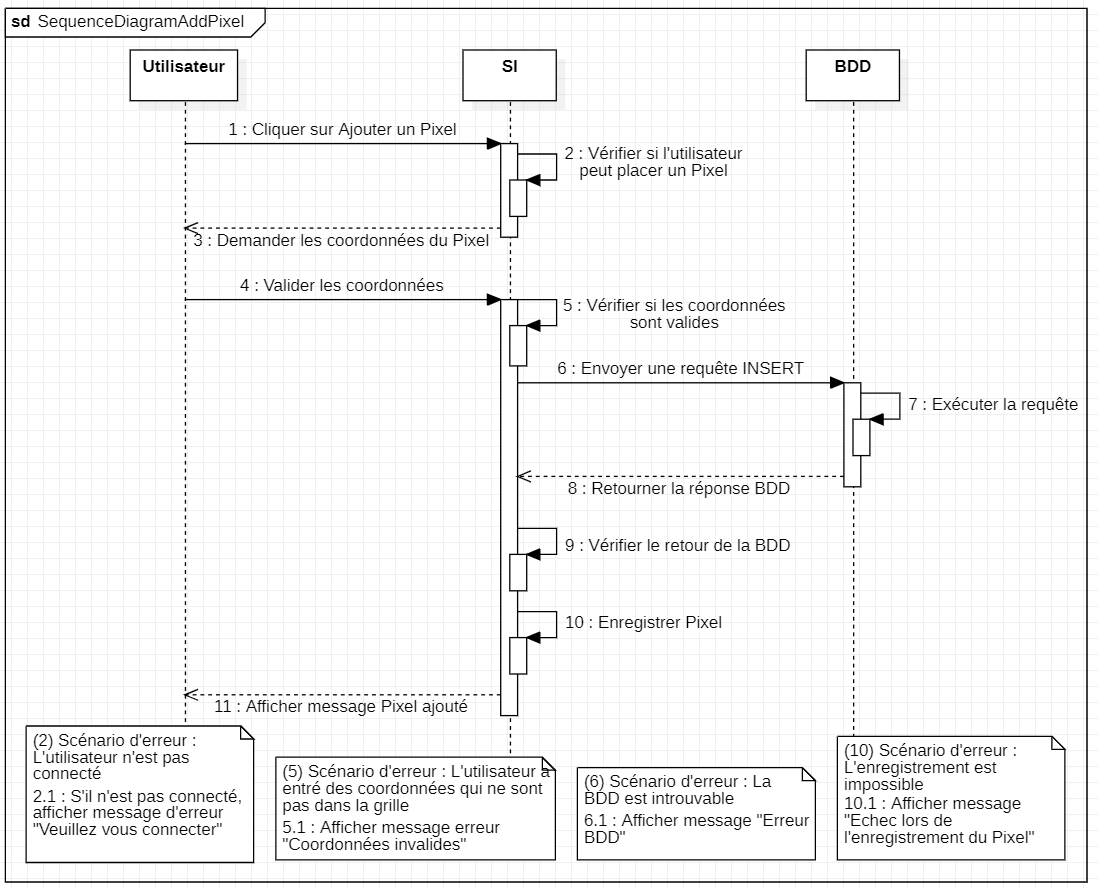 sd SequenceDiagramAddPixel
Utilisateur
SI
BDD
1 : Cliquer sur Ajouter un Pixel
2 : Vérifier si l'utilisateur
peut placer un Pixel
3 : Demander les coordonnées du Pixel
4 : Valider les coordonnées
5 : Vérifier si les coordonnées
sont valides
6 : Envoyer une requête INSERT
7 : Exécuter la requête
8 : Retourner la réponse BDD
9 : Vérifier le retour de la BDD
10 : Enregistrer Pixel
11 : Afficher message Pixel ajouté
(2) Scénario d'erreur :
L'utilisateur n'est pas
connecté
2.1 : S'il n'est pas connecté,
afficher message d'erreur
"Veuillez vous connecter"
(5) Scénario d'erreur : L'utilisateur a
entré des coordonnées qui ne sont
pas dans la grille
5.1 : Afficher message erreur
"Coordonnées invalides"
(6) Scénario d'erreur : La
BDD est introuvable
6.1 : Afficher message "Erreur
BDD"
(10) Scénario d'erreur :
L'enregistrement est
impossible
10.1 : Afficher message
"Echec lors de
l'enregistrement du Pixel"